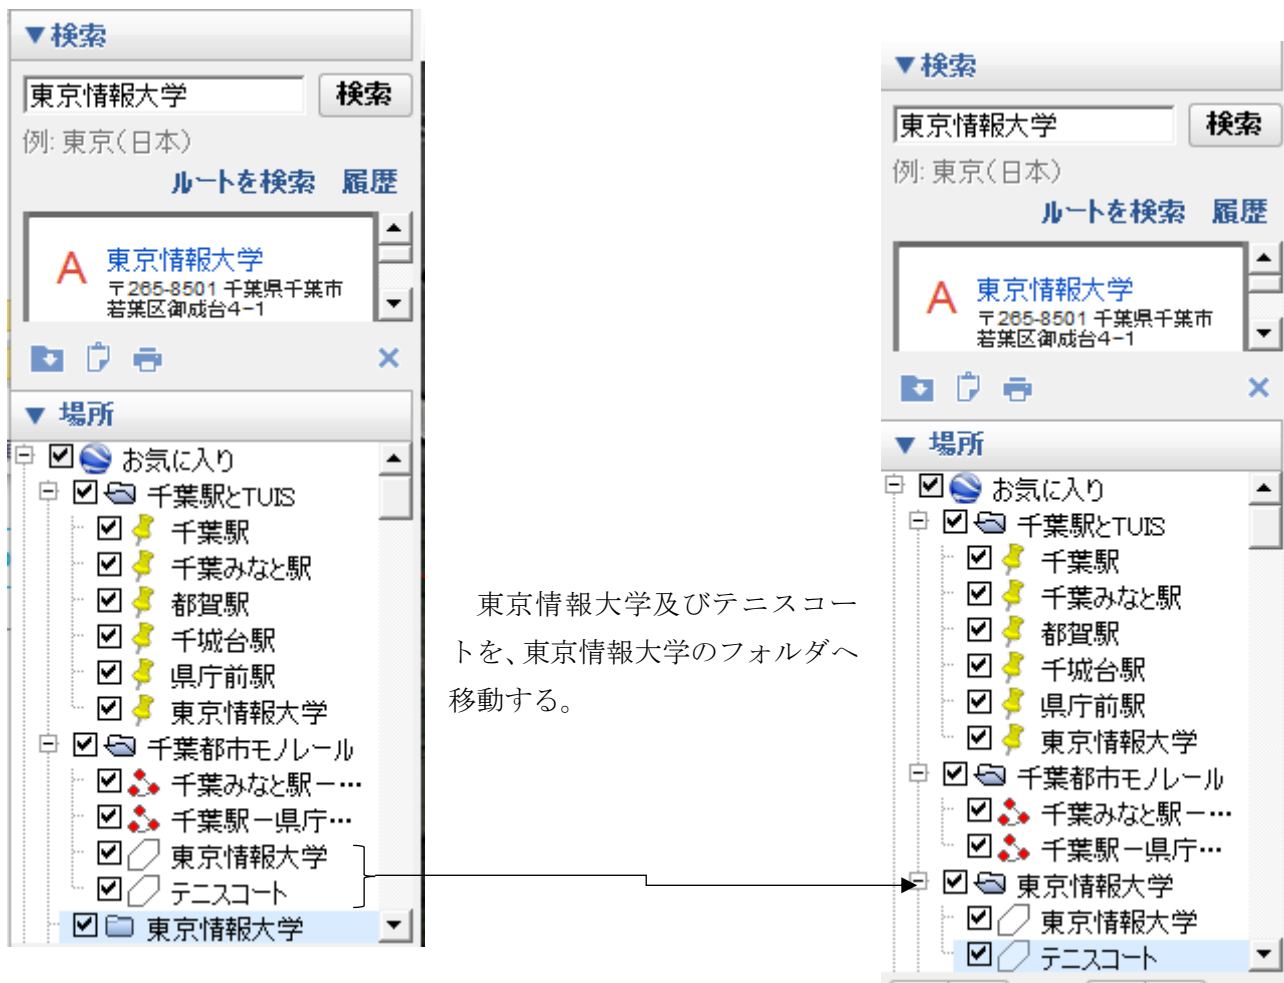 ▼検索
東京情報大学 検索
例: 東京(日本)
ルートを検索 履歴
A 東京情報大学
〒265-8501 千葉県千葉市
若葉区御成台4-1
▼ 場所
お気に入り
千葉駅とTUIS
千葉駅
千葉みなと駅
都賀駅
千城台駅
県庁前駅
東京情報大学
千葉都市モノレール
千葉みなと駅ー…
千葉駅ー県庁…
東京情報大学
テニスコート
東京情報大学
東京情報大学及びテニスコー
トを、東京情報大学のフォルダへ
移動する。
▼検索
東京情報大学 検索
例: 東京(日本)
ルートを検索 履歴
A 東京情報大学
〒265-8501 千葉県千葉市
若葉区御成台4-1
▼ 場所
お気に入り
千葉駅とTUIS
千葉駅
千葉みなと駅
都賀駅
千城台駅
県庁前駅
東京情報大学
千葉都市モノレール
千葉みなと駅ー…
千葉駅ー県庁…
東京情報大学
東京情報大学
テニスコート